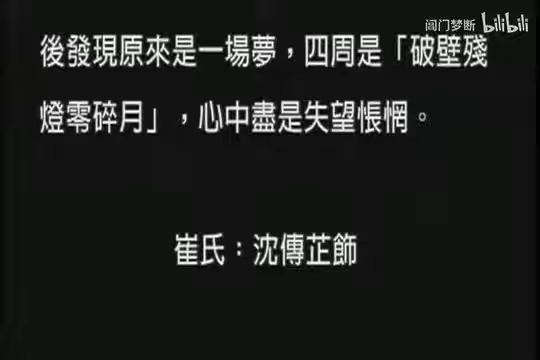 阊门梦断 bilibili
後發現原來是一場夢，四周是「破壁殘
燈零碎月」，心中盡是失望悵惘。
崔氏：沈傳芷飾